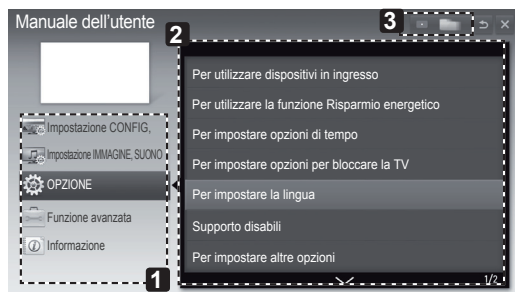 Manuale dell'utente
3
2
Impostazione CONFIG,
Impostazione IMMAGINE, SUONO
OPZIONE
Funzione avanzata
Informazione
1
Per utilizzare dispositivi in ingresso
Per utilizzare la funzione Risparmio energetico
Per impostare opzioni di tempo
Per impostare opzioni per bloccare la TV
Per impostare la lingua
Supporto disabili
Per impostare altre opzioni
1/2